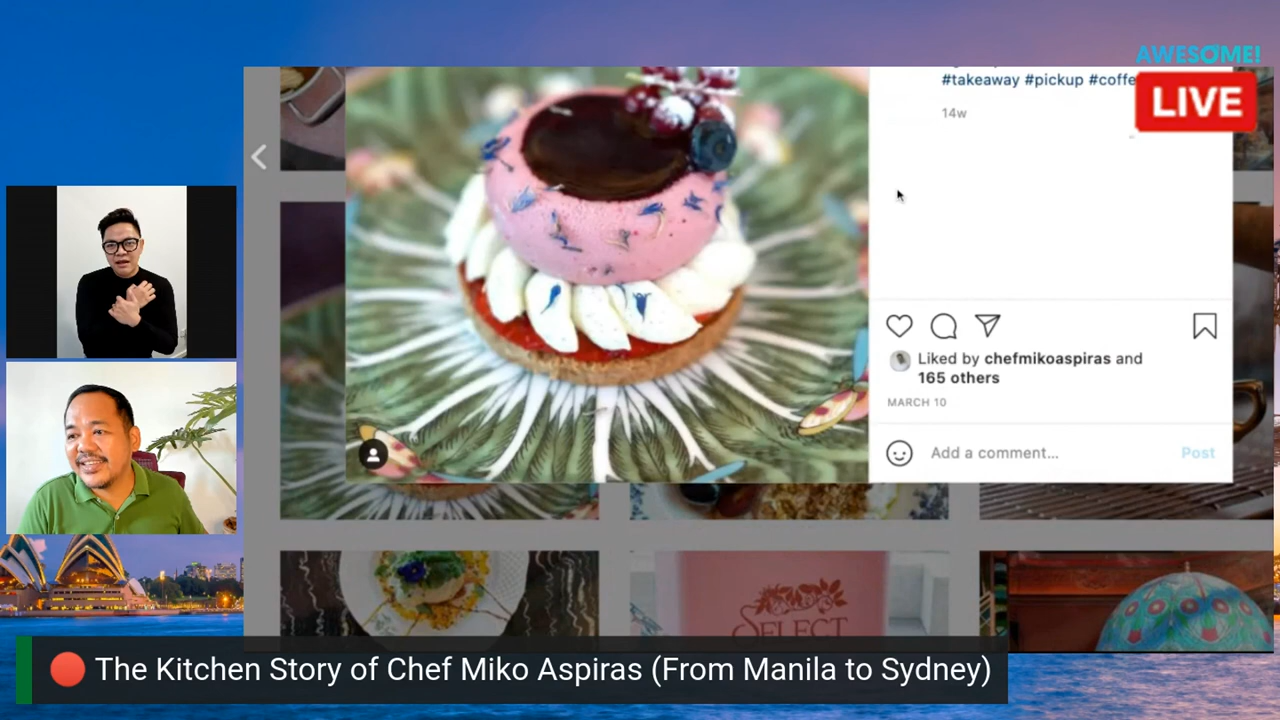 AWESOME!
LIVE
#takeaway #pickup #coffe
14w
Liked by chefmikoaspiras and
165 others
MARCH 10
Add a comment...
Post
SELECT
The Kitchen Story of Chef Miko Aspiras (From Manila to Sydney)